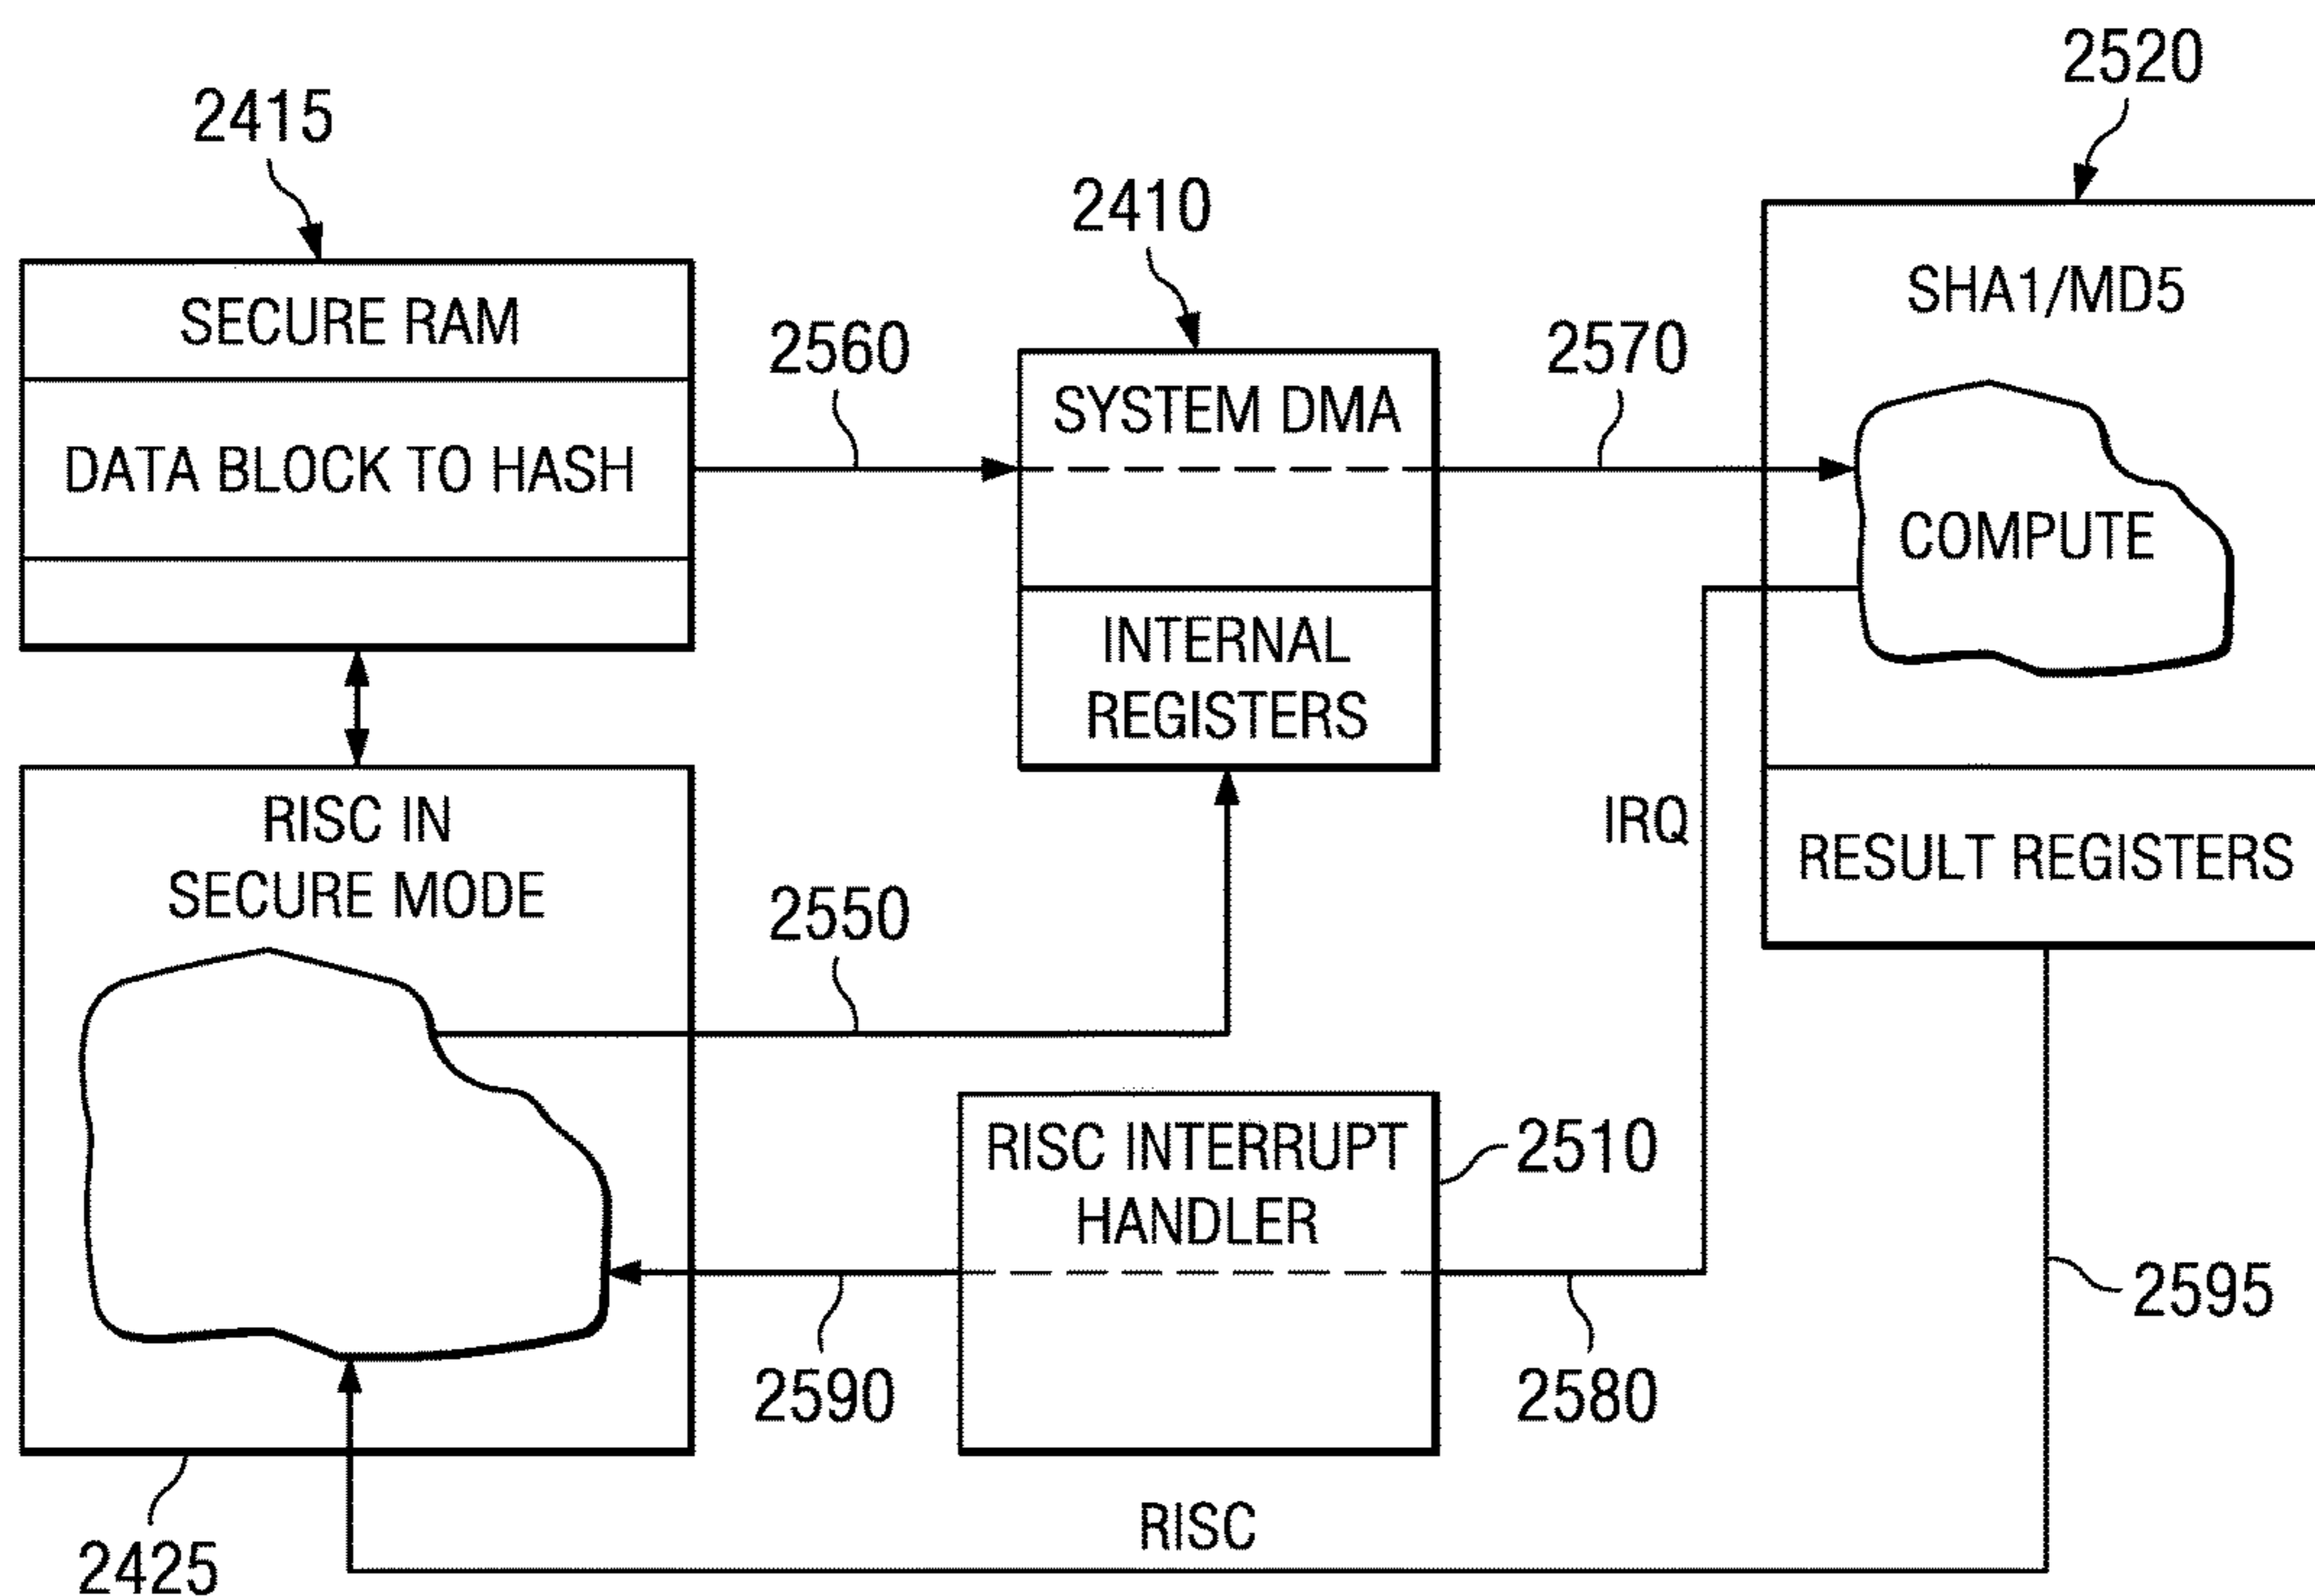 2520
2415
2410
SECURE RAM
SHA1/MD5
2560
2570
SYSTEM DMA
DATA BLOCK TO HASH
COMPUTE
INTERNAL
REGISTERS
RISC IN
SECURE MODE
IRQ
RESULT REGISTERS
2550
RISC INTERRUPT
HANDLER
2510
2595
2590
2580
RISC
2425